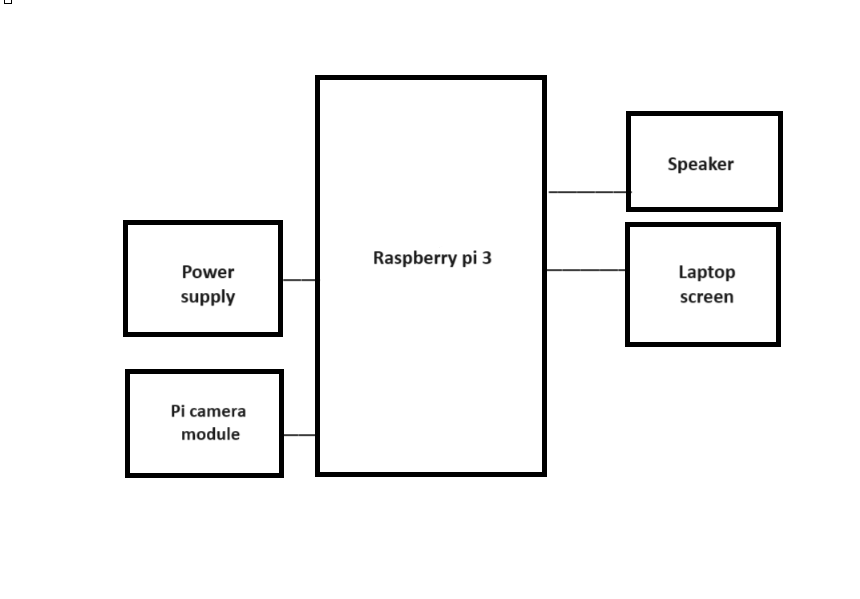 Speaker
Raspberry pi 3
Power
supply
Laptop
screen
Pi camera
module